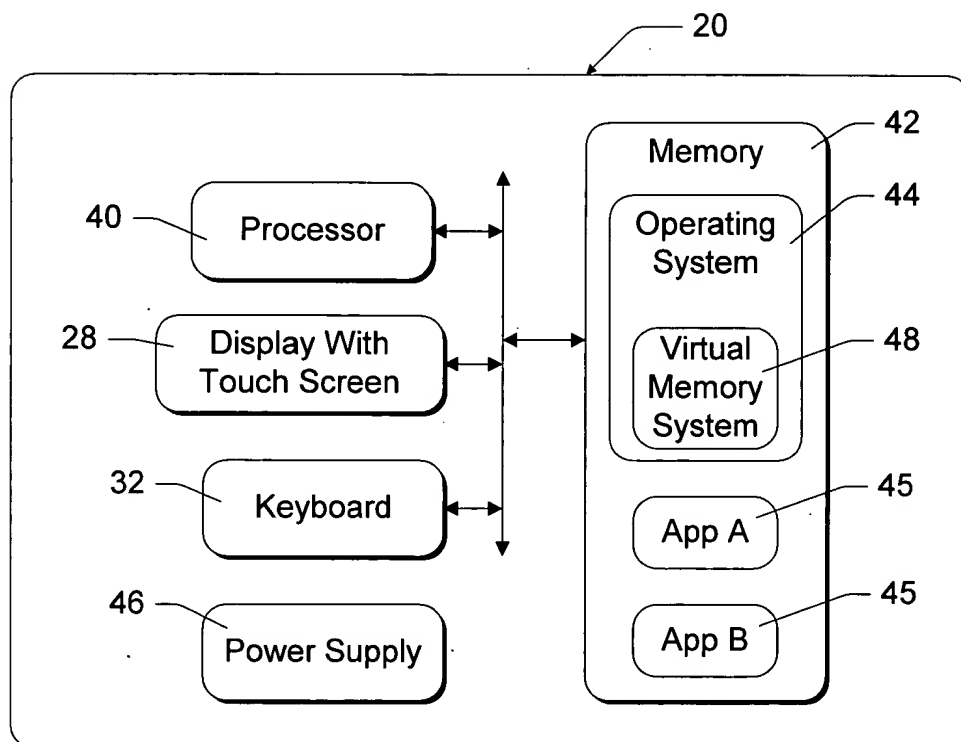 20
42
Memory
40
Processor
44
Operating
System
28
Display With
Touch Screen
48
Virtual
Memory
System
32
Keyboard
45
App A
46
Power Supply
45
App B